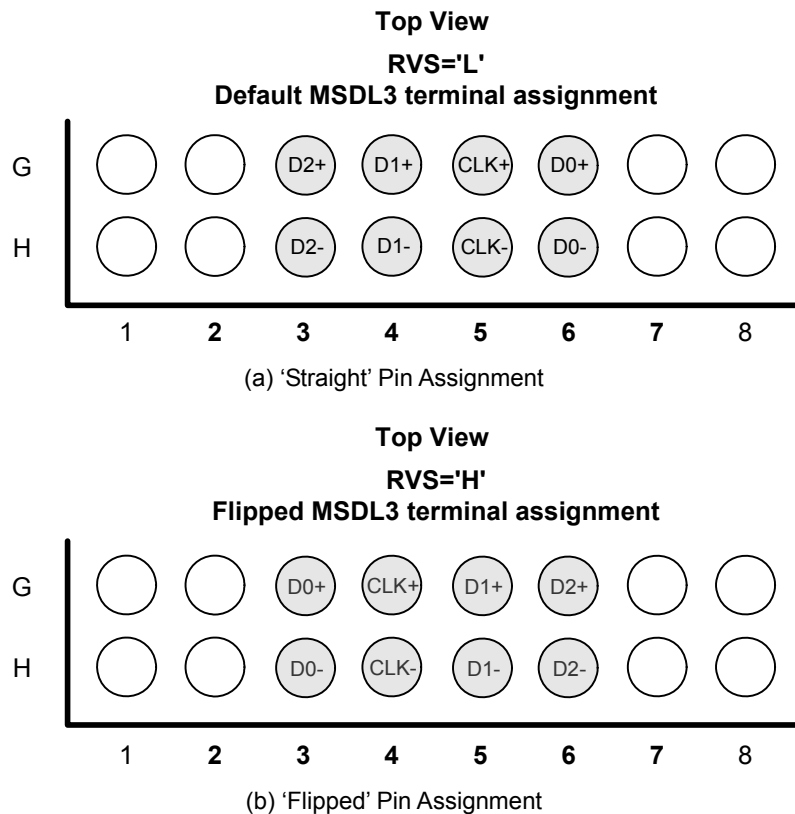 Top View
RVS='L'
Default MSDL3 terminal assignment
G D2+ D1+ CLK+ D0+
H D2- D1- CLK- D0-
1 2 3 4 5 6 7 8
(a) ‘Straight’ Pin Assignment
Top View
RVS='H'
Flipped MSDL3 terminal assignment
G D0+ CLK+ D1+ D2+
H D0- CLK- D1- D2-
1 2 3 4 5 6 7 8
(b) ‘Flipped’ Pin Assignment